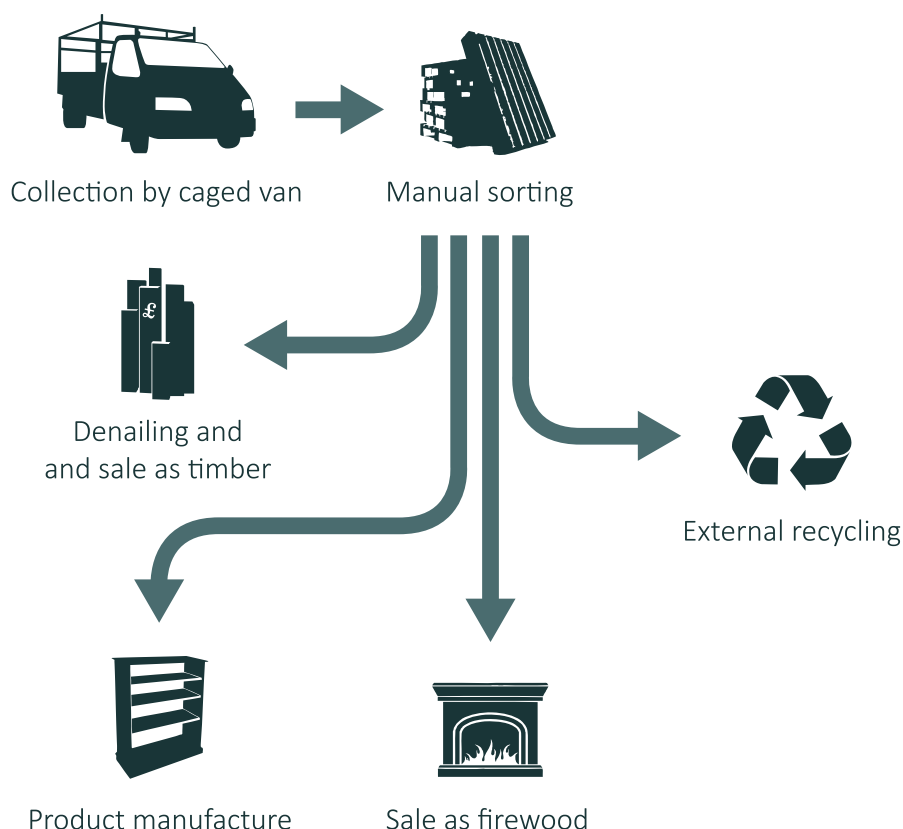 Collection by caged van
Manual sorting
£
Denailing and
and sale as timber
External recycling
Product manufacture
Sale as firewood